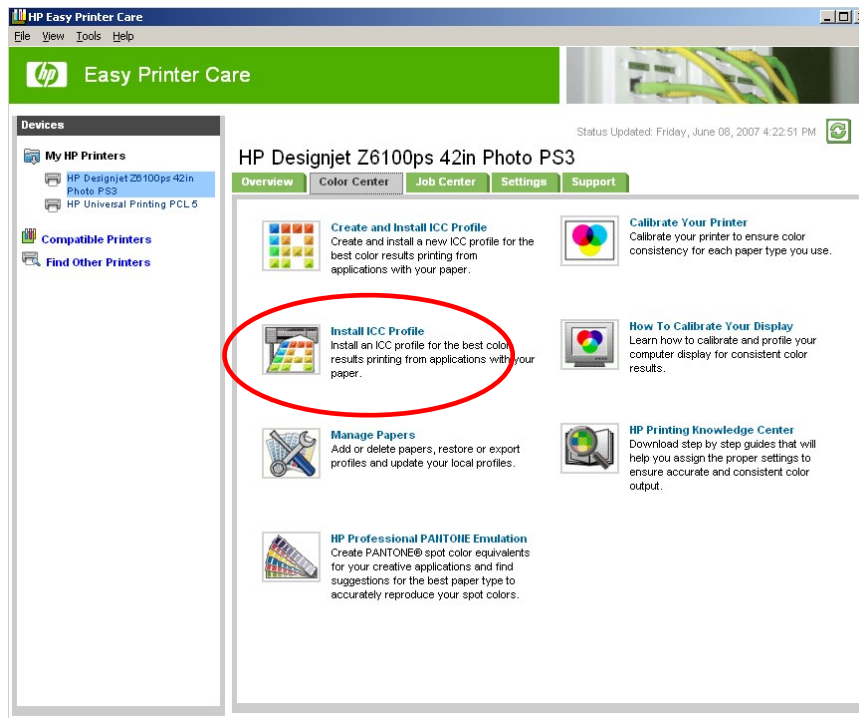 HP Easy Printer Care
File View Tools Help
hp Easy Printer Care
Devices
My HP Printers
HP Designjet Z6100ps 42in
Photo PS3
HP Universal Printing PCL 5
Compatible Printers
Find Other Printers
Status Updated: Friday, June 08, 2007 4:22:51 PM
HP Designjet Z6100ps 42in Photo PS3
Overview Color Center Job Center Settings Support
Create and Install ICC Profile
Create and install a new ICC profile for the
best color results printing from
applications with your paper.
Install ICC Profile
Install an ICC profile for the best color
results printing from applications with your
paper.
Manage Papers
Add or delete papers, restore or export
profiles and update your local profiles.
HP Professional PANTONE Emulation
Create PANTONE® spot color equivalents
for your creative applications and find
suggestions for the best paper type to
accurately reproduce your spot colors.
Calibrate Your Printer
Calibrate your printer to ensure color
consistency for each paper type you use.
How To Calibrate Your Display
Learn how to calibrate and profile your
computer display for consistent color
results.
HP Printing Knowledge Center
Download step by step guides that will
help you assign the proper settings to
ensure accurate and consistent color
output.